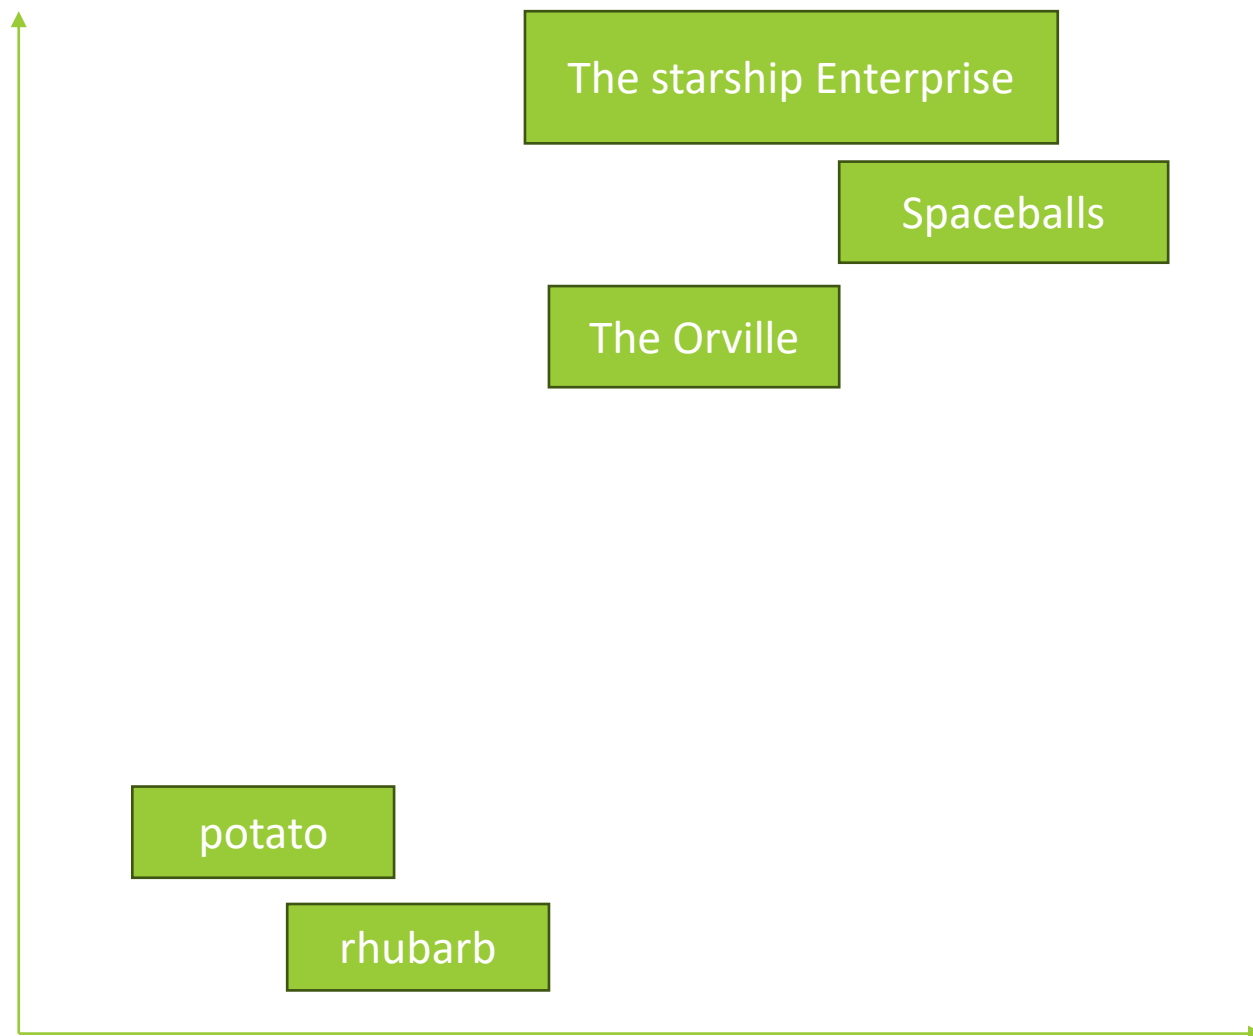 The starship Enterprise
Spaceballs
The Orville
potato
rhubarb